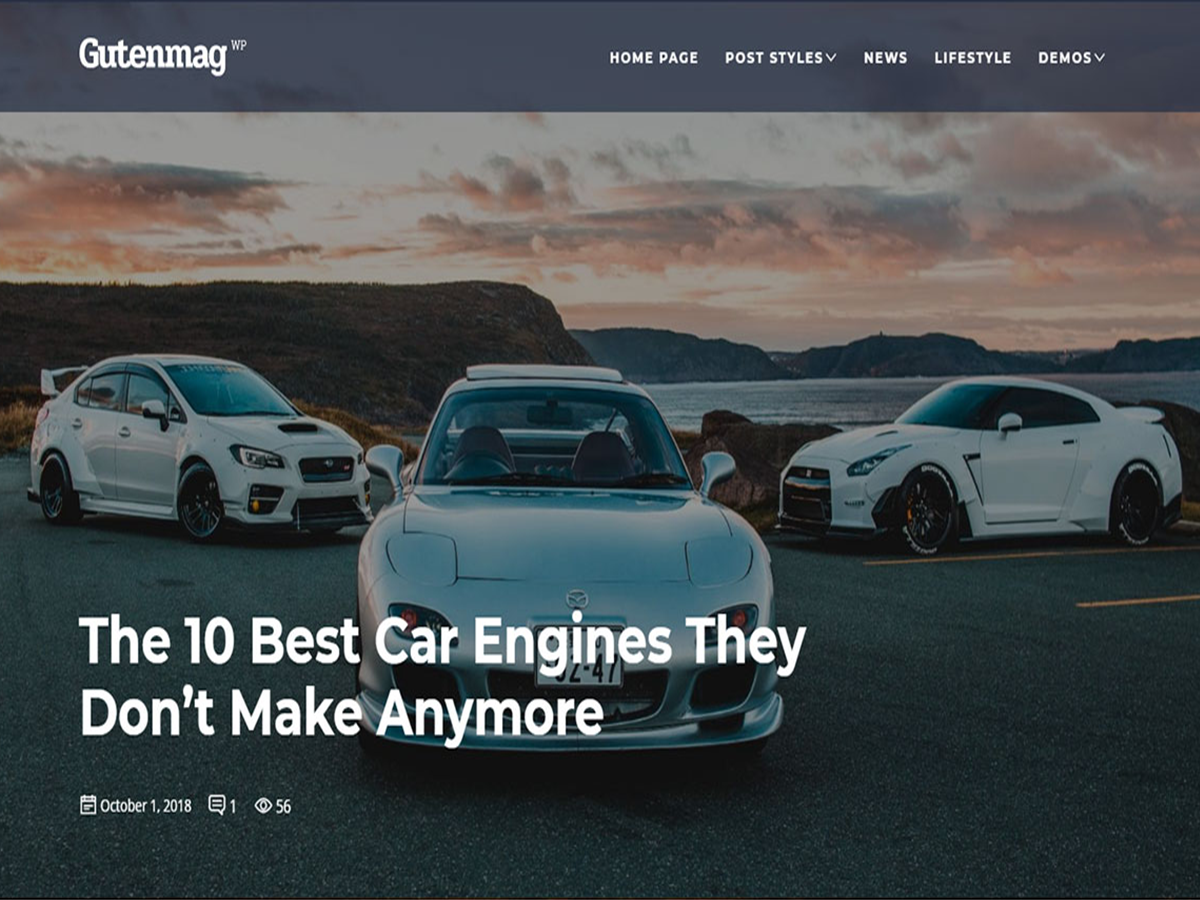 Gutenmag WP
HOME PAGE POST STYLES NEWS LIFESTYLE DEMOS
The 10 Best Car Engines They
Don’t Make Anymore
October 1, 2018 1 56